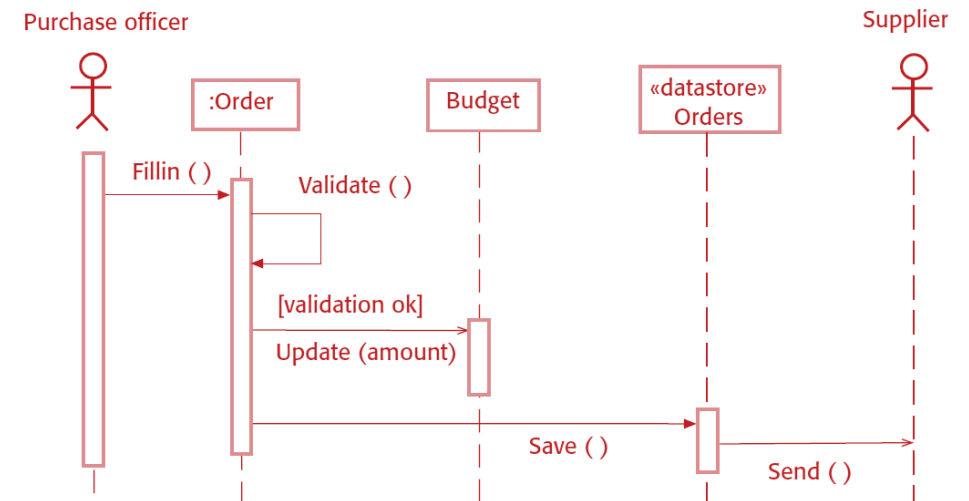 Purchase officer
Supplier
:Order
Budget
«datastore»
Orders
Fillin ( )
Validate ( )
[validation ok]
Update (amount)
Save ( )
Send ( )